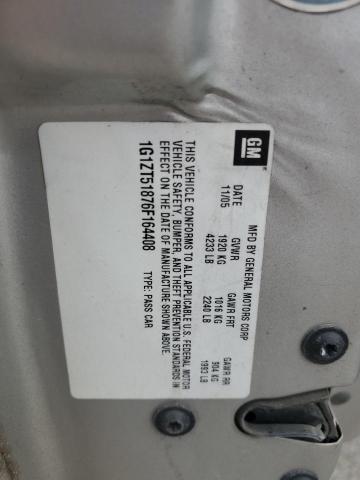 GM
MFD BY GENERAL MOTORS CORP
DATE GVWR GAWR FRT GAWR RR
11/05 1920 KG 1016 KG 904 KG
4233 LB 2240 LB 1993 LB
THIS VEHICLE CONFORMS TO ALL APPLICABLE U.S. FEDERAL MOTOR
VEHICLE SAFETY, BUMPER, AND THEFT PREVENTION STANDARDS IN
EFFECT ON THE DATE OF MANUFACTURE SHOWN ABOVE.
1G1ZT51876F164408 TYPE: PASS CAR